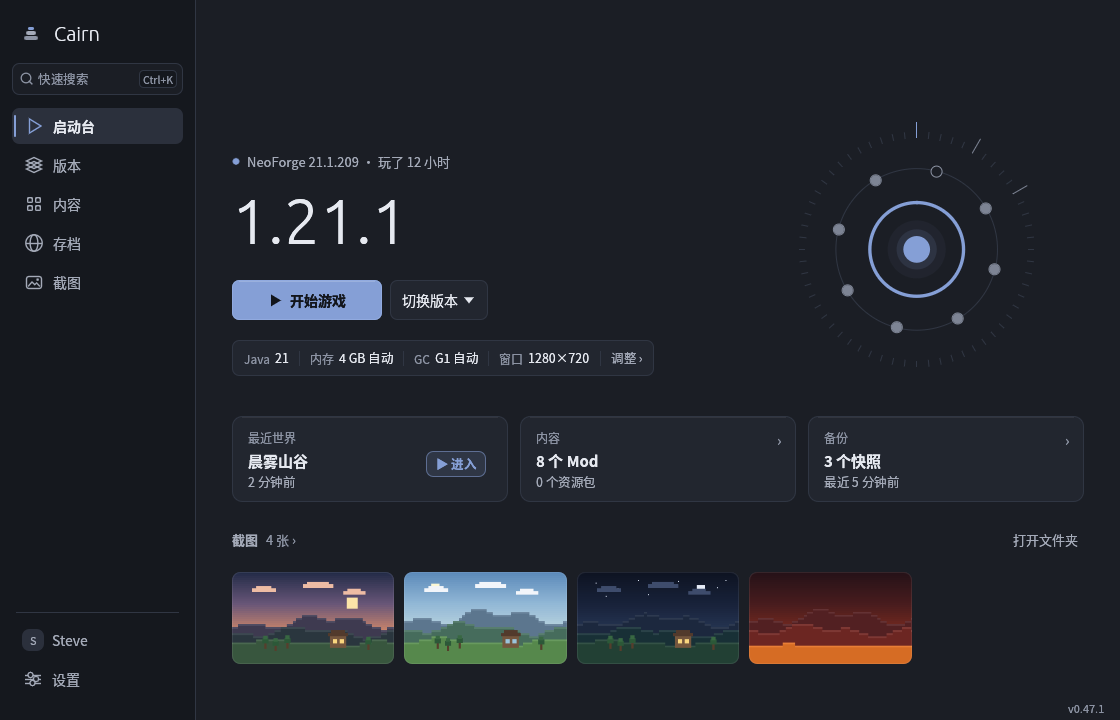 Cairn
快速搜索 Ctrl+K
启动台
版本
内容
存档
截图
S Steve
设置
NeoForge 21.1.209 • 玩了 12 小时
1.21.1
开始游戏 切换版本
Java 21 内存 4 GB 自动 GC G1 自动 窗口 1280×720 调整 ›
最近世界
晨雾山谷
2 分钟前
进入
内容 ›
8 个 Mod
0 个资源包
备份 ›
3 个快照
最近 5 分钟前
截图 4 张 › 打开文件夹
v0.47.1